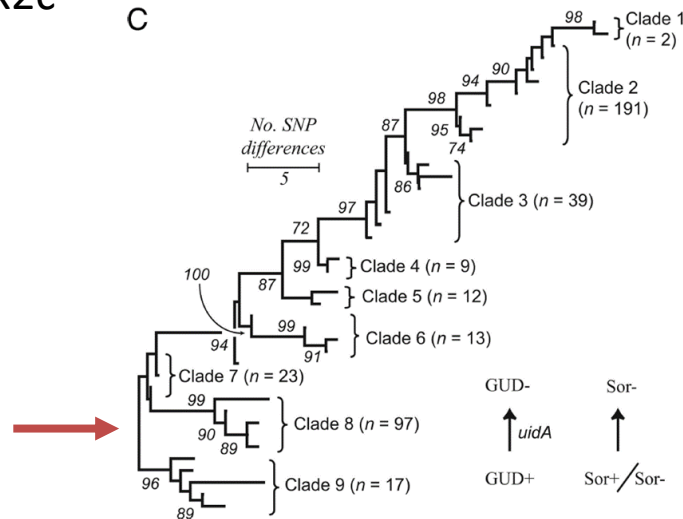 C
98
Clade 1
(n = 2)
90
94
Clade 2
(n = 191)
98
87
95
74
No. SNP
differences
5
86
Clade 3 (n = 39)
97
72
99
Clade 4 (n = 9)
100
87
Clade 5 (n = 12)
99
Clade 6 (n = 13)
94
91
Clade 7 (n = 23)
GUD-
Sor-
99
90
Clade 8 (n = 97)
uidA
89
96
Clade 9 (n = 17)
GUD+
Sor+/Sor-
89